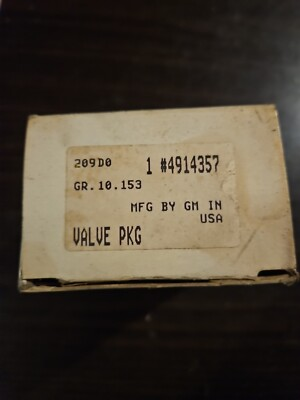 209D0 1 #4914357
GR.10.153
MFG BY GM IN
USA
VALVE PKG